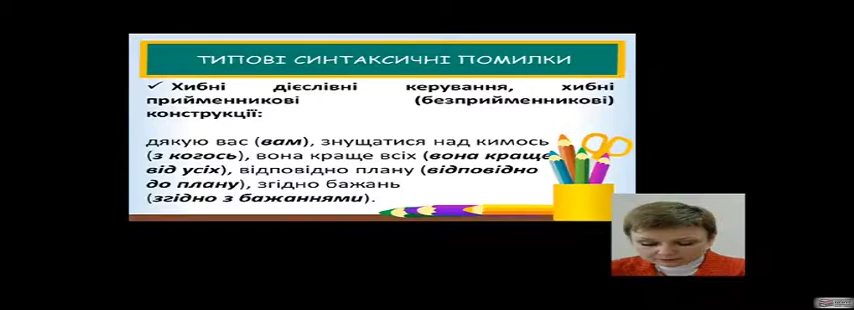 ТИПОВІ СИНТАКСИЧНІ ПОМИЛКИ
✓ Хибні дієслівні керування, хибні
прийменникові (безприйменникові)
конструкції:
дякую вас (вам), знущатися над кимось
(з когось), вона краще всіх (вона краще
від усіх), відповідно плану (відповідно
до плану), згідно бажань
(згідно з бажаннями).